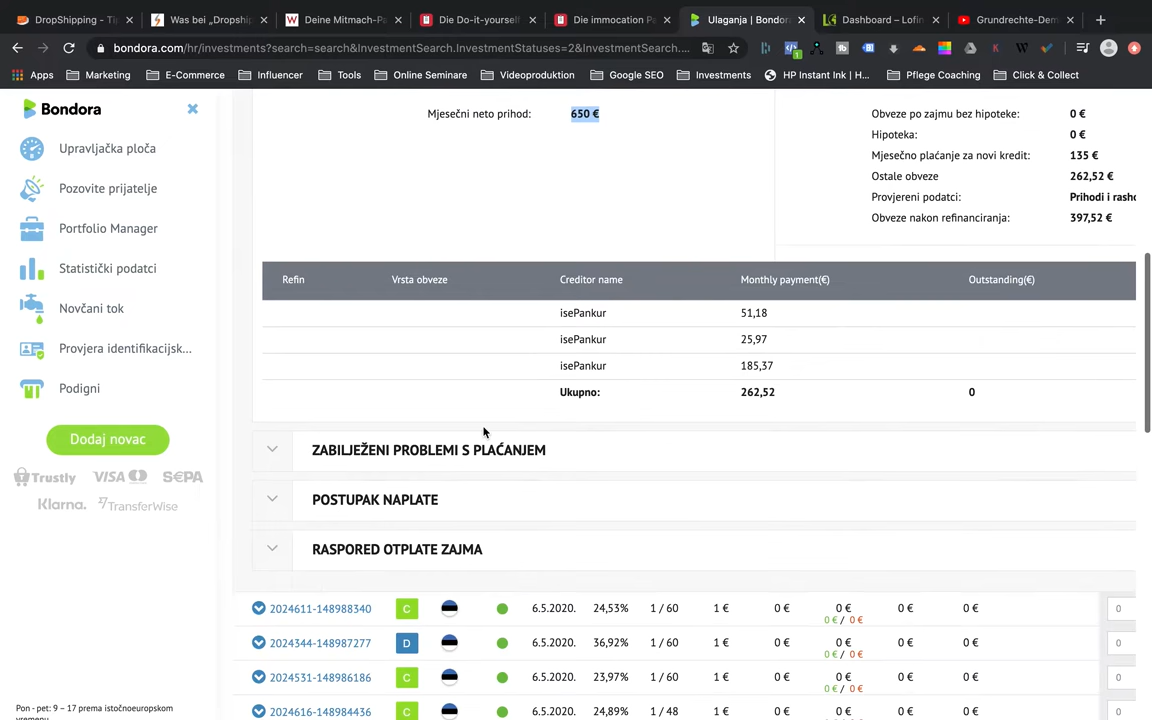 DropShipping - Ti
Was bei „Dropship
Deine Mitmach-Pa
Die Do-it-yoursel
Die immocation Po
Ulaganja | Bondora
Dashboard – Lofin
Grundrechte-Dem
bondora.com/hr/investments?search=search&InvestmentSearch.InvestmentStatuses=2&InvestmentSearch....
Apps
Marketing
E-Commerce
Influencer
Tools
Online Seminare
Videoproduktion
Google SEO
Investments
HP Instant Ink | H...
Pflege Coaching
Click & Collect
Bondora
Upravljačka ploča
Pozovite prijatelje
Portfolio Manager
Statistički podatci
Novčani tok
Provjera identifikacijsk...
Podigni
Dodaj novac
Trustly VISA SEPA
Klarna. TransferWise
Pon - pet: 9 – 17 prema istočnoeuropskom
vremenu
Mjesečni neto prihod: 650 €
Obveze po zajmu bez hipoteke: 0 €
Hipoteka: 0 €
Mjesečno plaćanje za novi kredit: 135 €
Ostale obveze 262,52 €
Provjereni podatci: Prihodi i rasho
Obveze nakon refinanciranja: 397,52 €
Refin Vrsta obveze Creditor name Monthly payment(€) Outstanding(€)
isePankur 51,18
isePankur 25,97
isePankur 185,37
Ukupno: 262,52 0
ZABILJEŽENI PROBLEMI S PLAĆANJEM
POSTUPAK NAPLATE
RASPORED OTPLATE ZAJMA
2024611-148988340 C 6.5.2020. 24,53% 1 / 60 1 € 0 € 0 € 0 € 0 € 0
0 € / 0 €
2024344-148987277 D 6.5.2020. 36,92% 1 / 60 1 € 0 € 0 € 0 € 0 € 0
0 € / 0 €
2024531-148986186 C 6.5.2020. 23,97% 1 / 60 1 € 0 € 0 € 0 € 0 € 0
0 € / 0 €
2024616-148984436 C 6.5.2020. 24,89% 1 / 48 1 € 0 € 0 € 0 € 0 € 0